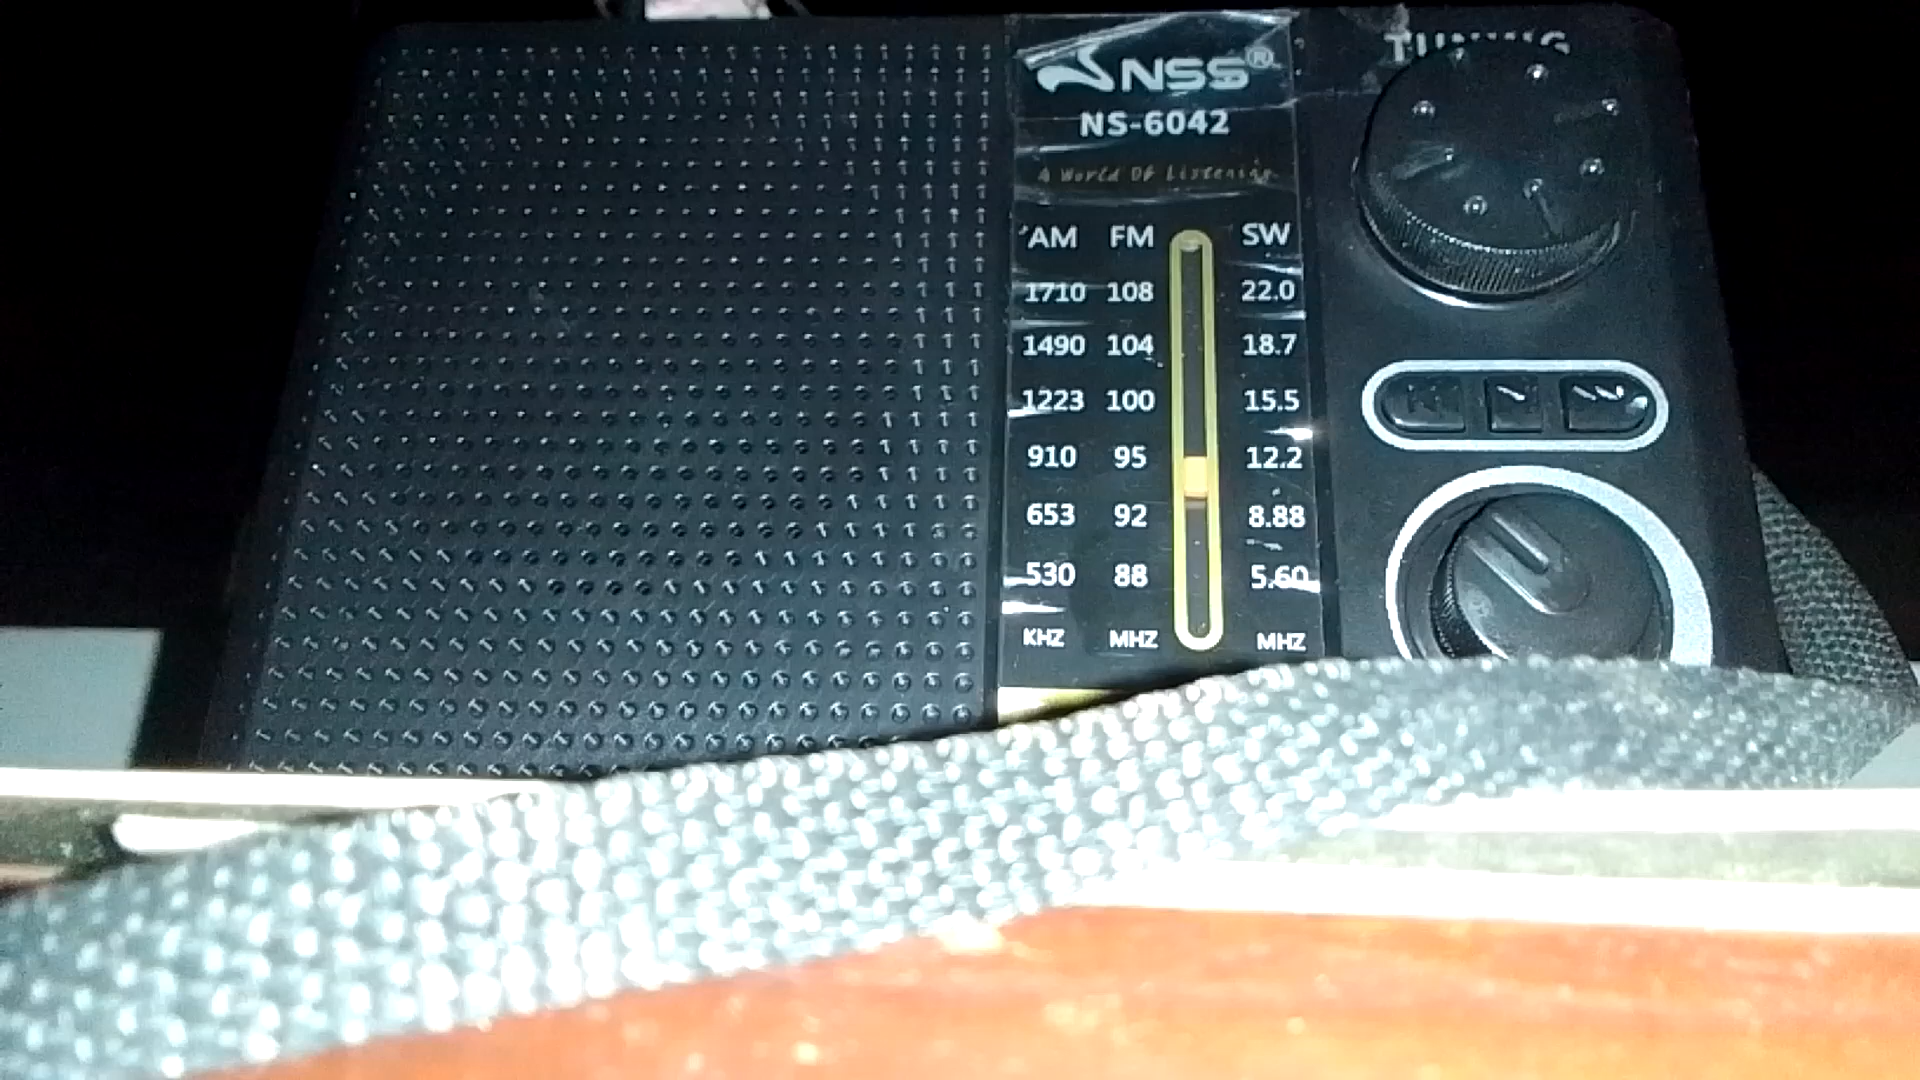 NSS®
NS-6042
A World Of Listening
TUNING
AM FM SW
1710 108 22.0
1490 104 18.7
1223 100 15.5
910 95 12.2
653 92 8.88
530 88 5.60
KHZ MHZ MHZ